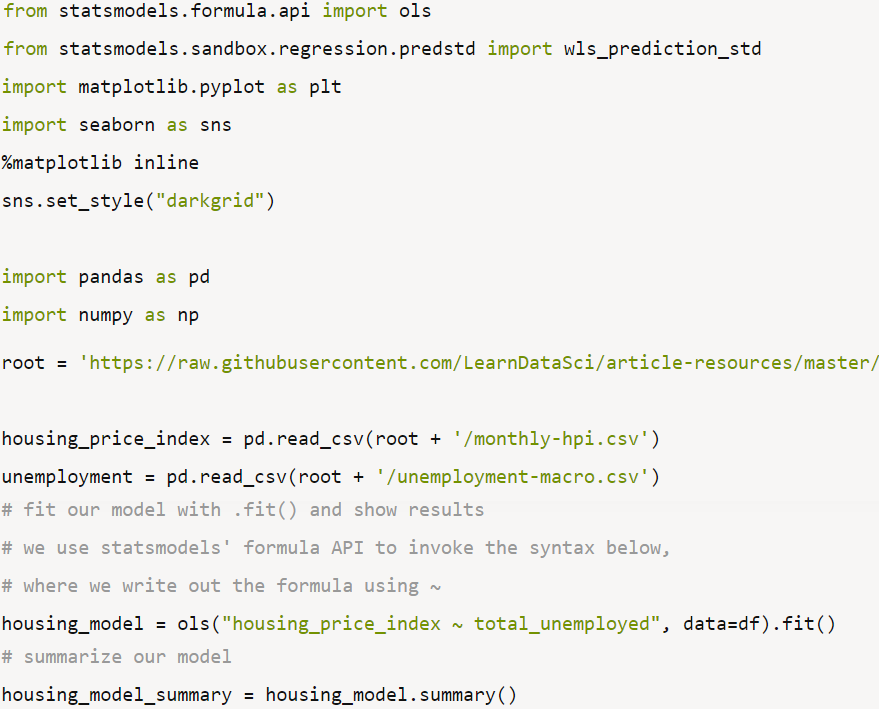 from statsmodels.formula.api import ols
from statsmodels.sandbox.regression.predstd import wls_prediction_std
import matplotlib.pyplot as plt
import seaborn as sns
%matplotlib inline
sns.set_style("darkgrid")
import pandas as pd
import numpy as np
root = 'https://raw.githubusercontent.com/LearnDataSci/article-resources/master/
housing_price_index = pd.read_csv(root + '/monthly-hpi.csv')
unemployment = pd.read_csv(root + '/unemployment-macro.csv')
# fit our model with .fit() and show results
# we use statsmodels' formula API to invoke the syntax below,
# where we write out the formula using ~
housing_model = ols("housing_price_index ~ total_unemployed", data=df).fit()
# summarize our model
housing_model_summary = housing_model.summary()